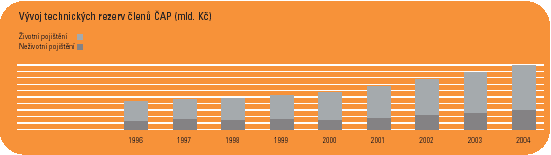 Vývoj technických rezerv členů ČAP (mld. Kč)
Životní pojištění
Neživotní pojištění
1996 1997 1998 1999 2000 2001 2002 2003 2004